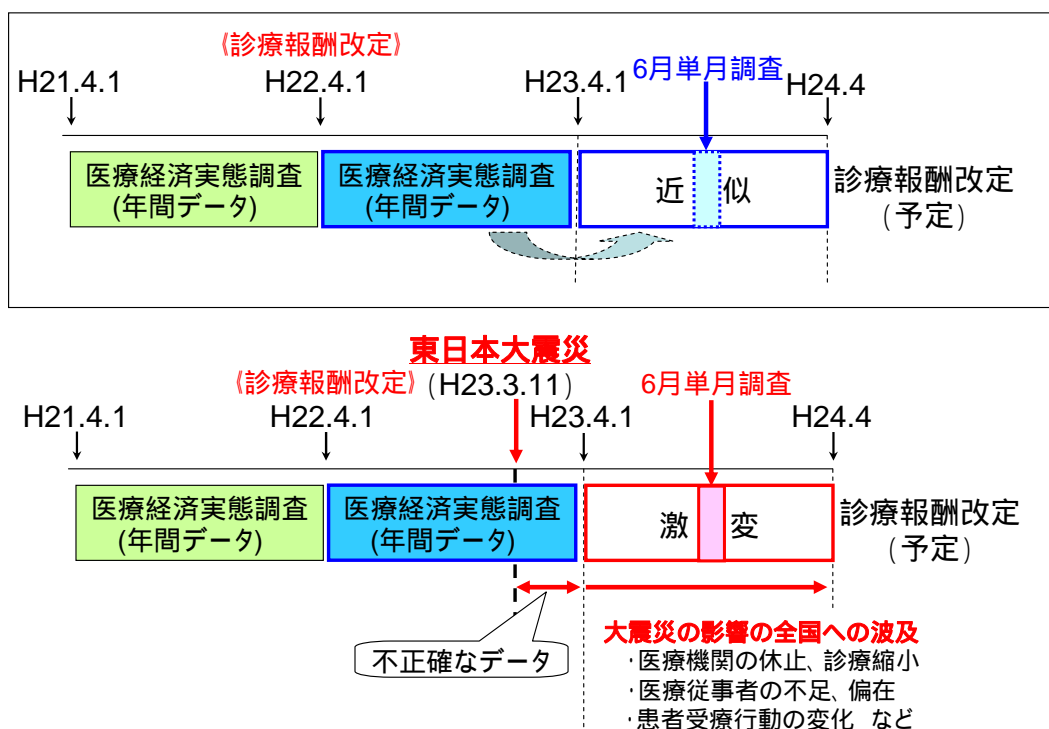 《診療報酬改定》
H21.4.1
H22.4.1
H23.4.1
6月単月調査
H24.4
医療経済実態調査
(年間データ)
医療経済実態調査
(年間データ)
近 似
診療報酬改定
(予定)
東日本大震災
《診療報酬改定》
(H23.3.11)
6月単月調査
H21.4.1
H22.4.1
H23.4.1
H24.4
医療経済実態調査
(年間データ)
医療経済実態調査
(年間データ)
激 変
診療報酬改定
(予定)
不正確なデータ
大震災の影響の全国への波及
・医療機関の休止、診療縮小
・医療従事者の不足、偏在
・患者受療行動の変化 など